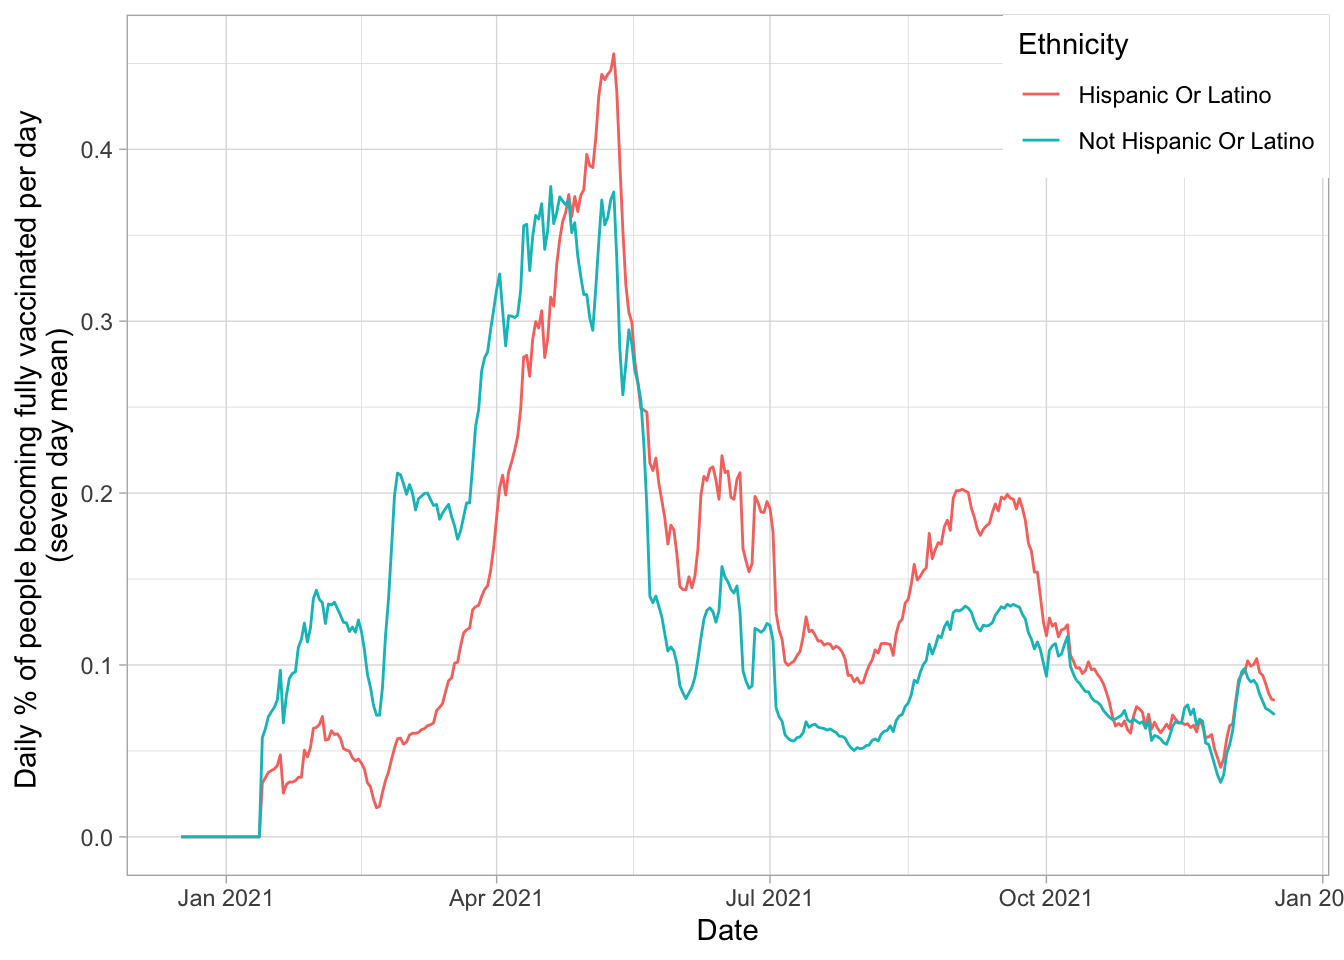 Ethnicity
Hispanic Or Latino
Not Hispanic Or Latino
Daily % of people becoming fully vaccinated per day
(seven day mean)
0.4
0.3
0.2
0.1
0.0
Jan 2021
Apr 2021
Jul 2021
Oct 2021
Jan 20
Date